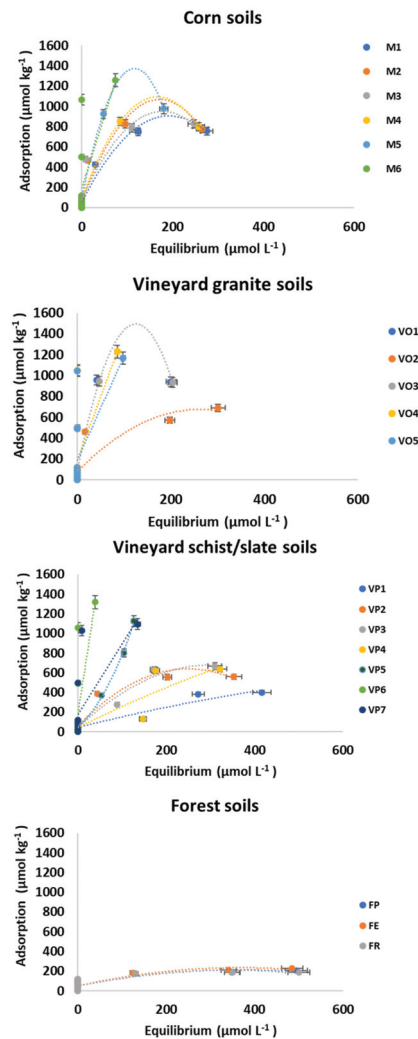 Corn soils
Adsorption (µmol kg⁻¹)
1600
1400
1200
1000
800
600
400
200
0
0
200
400
600
Equilibrium (µmol L⁻¹)
M1
M2
M3
M4
M5
M6
Vineyard granite soils
Adsorption (µmol kg⁻¹)
1600
1400
1200
1000
800
600
400
200
0
0
200
400
600
Equilibrium (µmol L⁻¹)
VO1
VO2
VO3
VO4
VO5
Vineyard schist/slate soils
Adsorption (µmol kg⁻¹)
1600
1400
1200
1000
800
600
400
200
0
0
200
400
600
Equilibrium (µmol L⁻¹)
VP1
VP2
VP3
VP4
VP5
VP6
VP7
Forest soils
Adsorption (µmol kg⁻¹)
1600
1400
1200
1000
800
600
400
200
0
0
200
400
600
Equilibrium (µmol L⁻¹)
FP
FE
FR